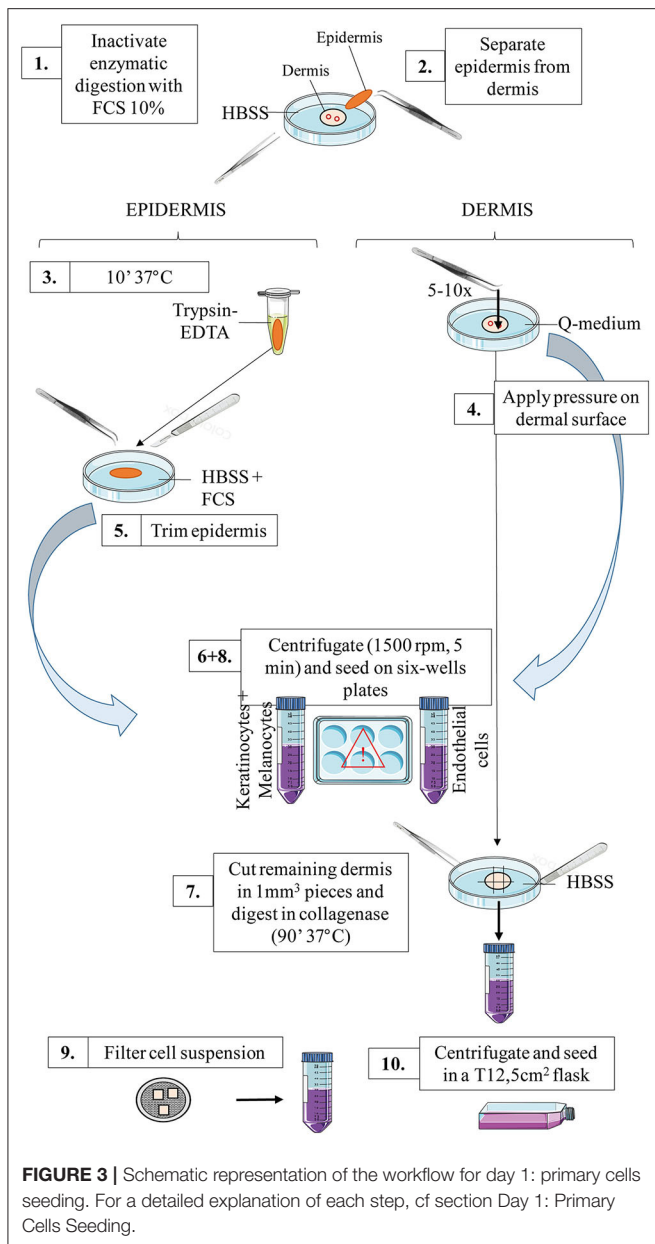 1.
Inactivate
enzymatic
digestion with
FCS 10%
Epidermis
Dermis
HBSS
2.
Separate
epidermis from
dermis
EPIDERMIS
DERMIS
3.
10' 37°C
Trypsin-
EDTA
5-10x
Q-medium
4.
Apply pressure on
dermal surface
HBSS +
FCS
5.
Trim epidermis
6+8.
Centrifugate (1500 rpm, 5
min) and seed on six-wells
plates
Keratinocytes+
Melanocytes
!
Endothelial
cells
7.
Cut remaining dermis
in 1mm³ pieces and
digest in collagenase
(90' 37°C)
HBSS
9.
Filter cell suspension
10.
Centrifugate and seed
in a T12,5cm² flask
FIGURE 3 | Schematic representation of the workflow for day 1: primary cells
seeding. For a detailed explanation of each step, cf section Day 1: Primary
Cells Seeding.